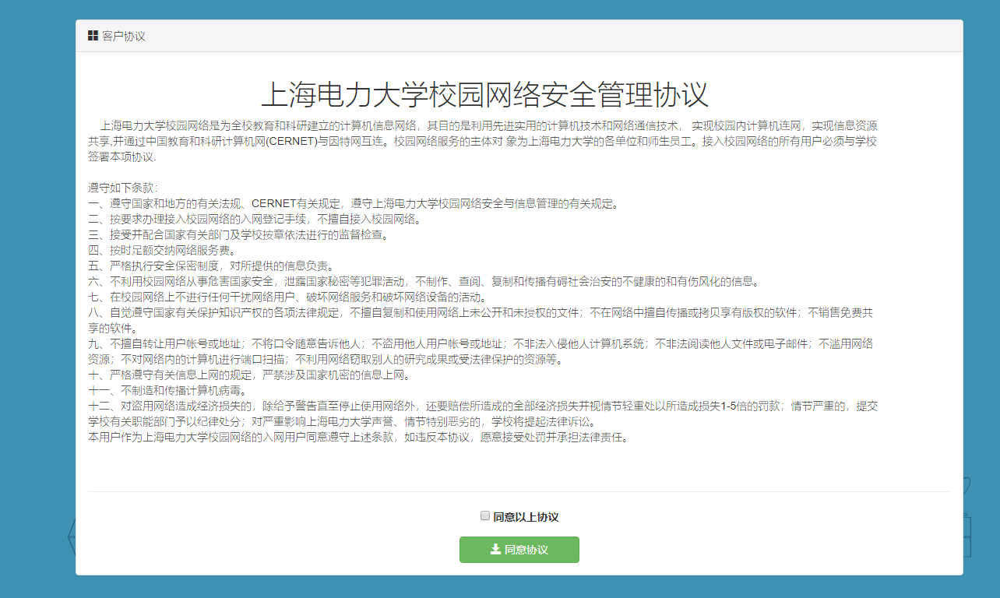 客户协议
上海电力大学校园网络安全管理协议
上海电力大学校园网络是为全校教育和科研建立的计算机信息网络，其目的是利用先进实用的计算机技术和网络通信技术， 实现校园内计算机连网，实现信息资源
共享,并通过中国教育和科研计算机网(CERNET)与因特网互连。校园网络服务的主体对 象为上海电力大学的各单位和师生员工。接入校园网络的所有用户必须与学校
签署本项协议.
遵守如下条款：
一、遵守国家和地方的有关法规、CERNET有关规定，遵守上海电力大学校园网络安全与信息管理的有关规定。
二、按要求办理接入校园网络的入网登记手续，不擅自接入校园网络。
三、接受并配合国家有关部门及学校按章依法进行的监督检查。
四、按时足额交纳网络服务费。
五、严格执行安全保密制度，对所提供的信息负责。
六、不利用校园网络从事危害国家安全，泄露国家秘密等犯罪活动，不制作、查阅、复制和传播有碍社会治安的不健康的和有伤风化的信息。
七、在校园网络上不进行任何干扰网络用户、破坏网络服务和破坏网络设备的活动。
八、自觉遵守国家有关保护知识产权的各项法律规定，不擅自复制和使用网络上未公开和未授权的文件；不在网络中擅自传播或拷贝享有版权的软件；不销售免费共
享的软件。
九、不擅自转让用户帐号或地址；不将口令随意告诉他人；不盗用他人用户帐号或地址；不非法入侵他人计算机系统；不非法阅读他人文件或电子邮件；不滥用网络
资源；不对网络内的计算机进行端口扫描；不利用网络窃取别人的研究成果或受法律保护的资源等。
十、严格遵守有关信息上网的规定，严禁涉及国家机密的信息上网。
十一、不制造和传播计算机病毒。
十二、对盗用网络造成经济损失的，除给予警告直至停止使用网络外，还要赔偿所造成的全部经济损失并视情节轻重处以所造成损失1-5倍的罚款；情节严重的，提交
学校有关职能部门予以纪律处分；对严重影响上海电力大学声誉、情节特别恶劣的，学校将提起法律诉讼。
本用户作为上海电力大学校园网络的入网用户同意遵守上述条款，如违反本协议，愿意接受处罚并承担法律责任。
同意以上协议
同意协议